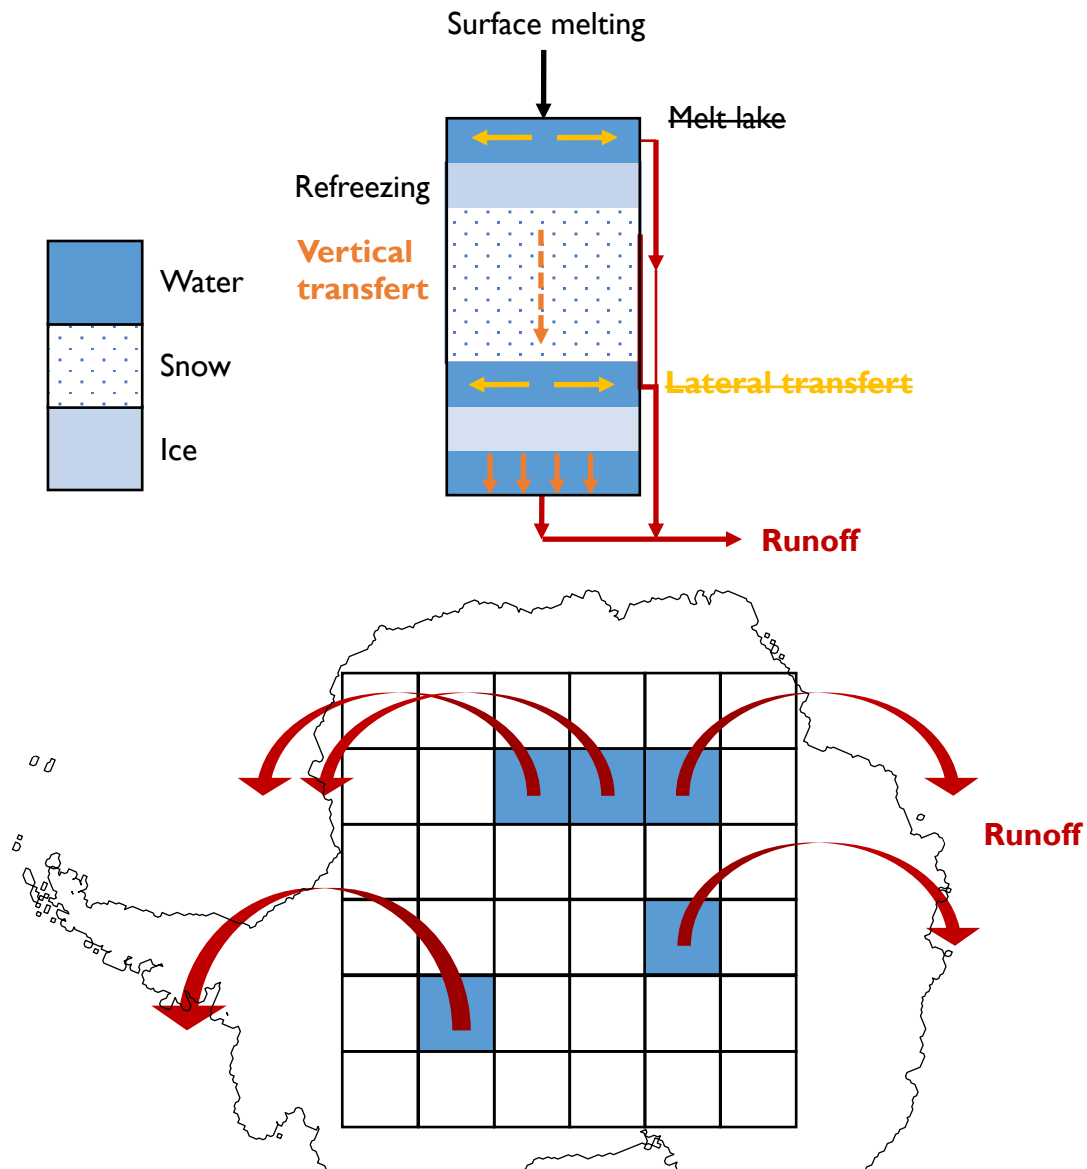 Surface melting
Melt lake
Refreezing
Vertical
transfert
Water
Snow
Lateral transfert
Ice
Runoff
Runoff